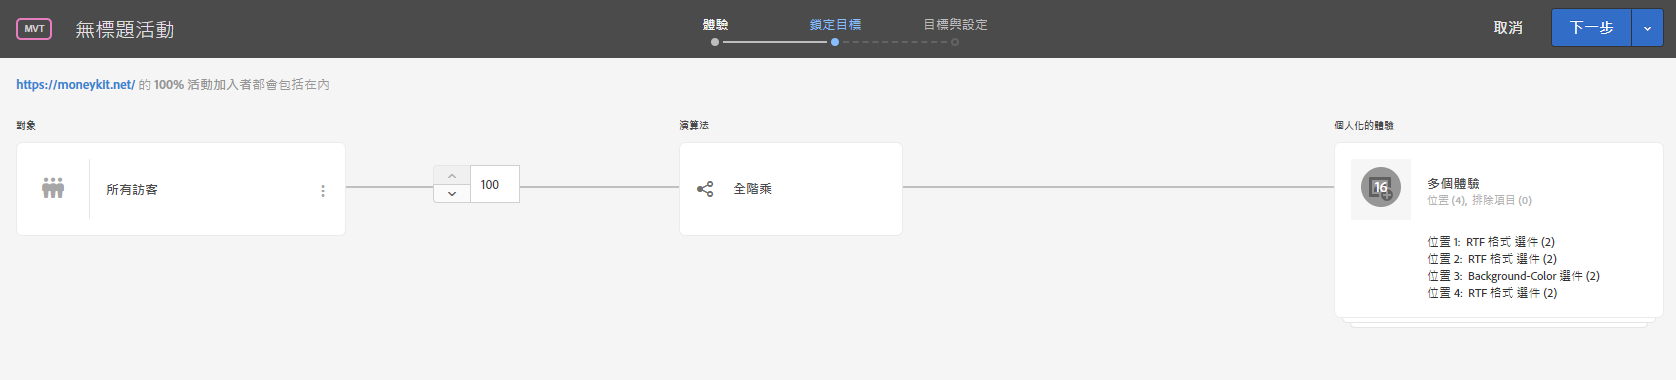 MVT 無標題活動 體驗 鎖定目標 目標與設定 取消 下一步
https://moneykit.net/ 的 100% 活動加入者都會包括在內
對象 演算法 個人化的體驗
所有訪客 100 全階乘 16 多個體驗
位置 (4), 排除項目 (0)
位置 1: RTF 格式 選件 (2)
位置 2: RTF 格式 選件 (2)
位置 3: Background-Color 選件 (2)
位置 4: RTF 格式 選件 (2)